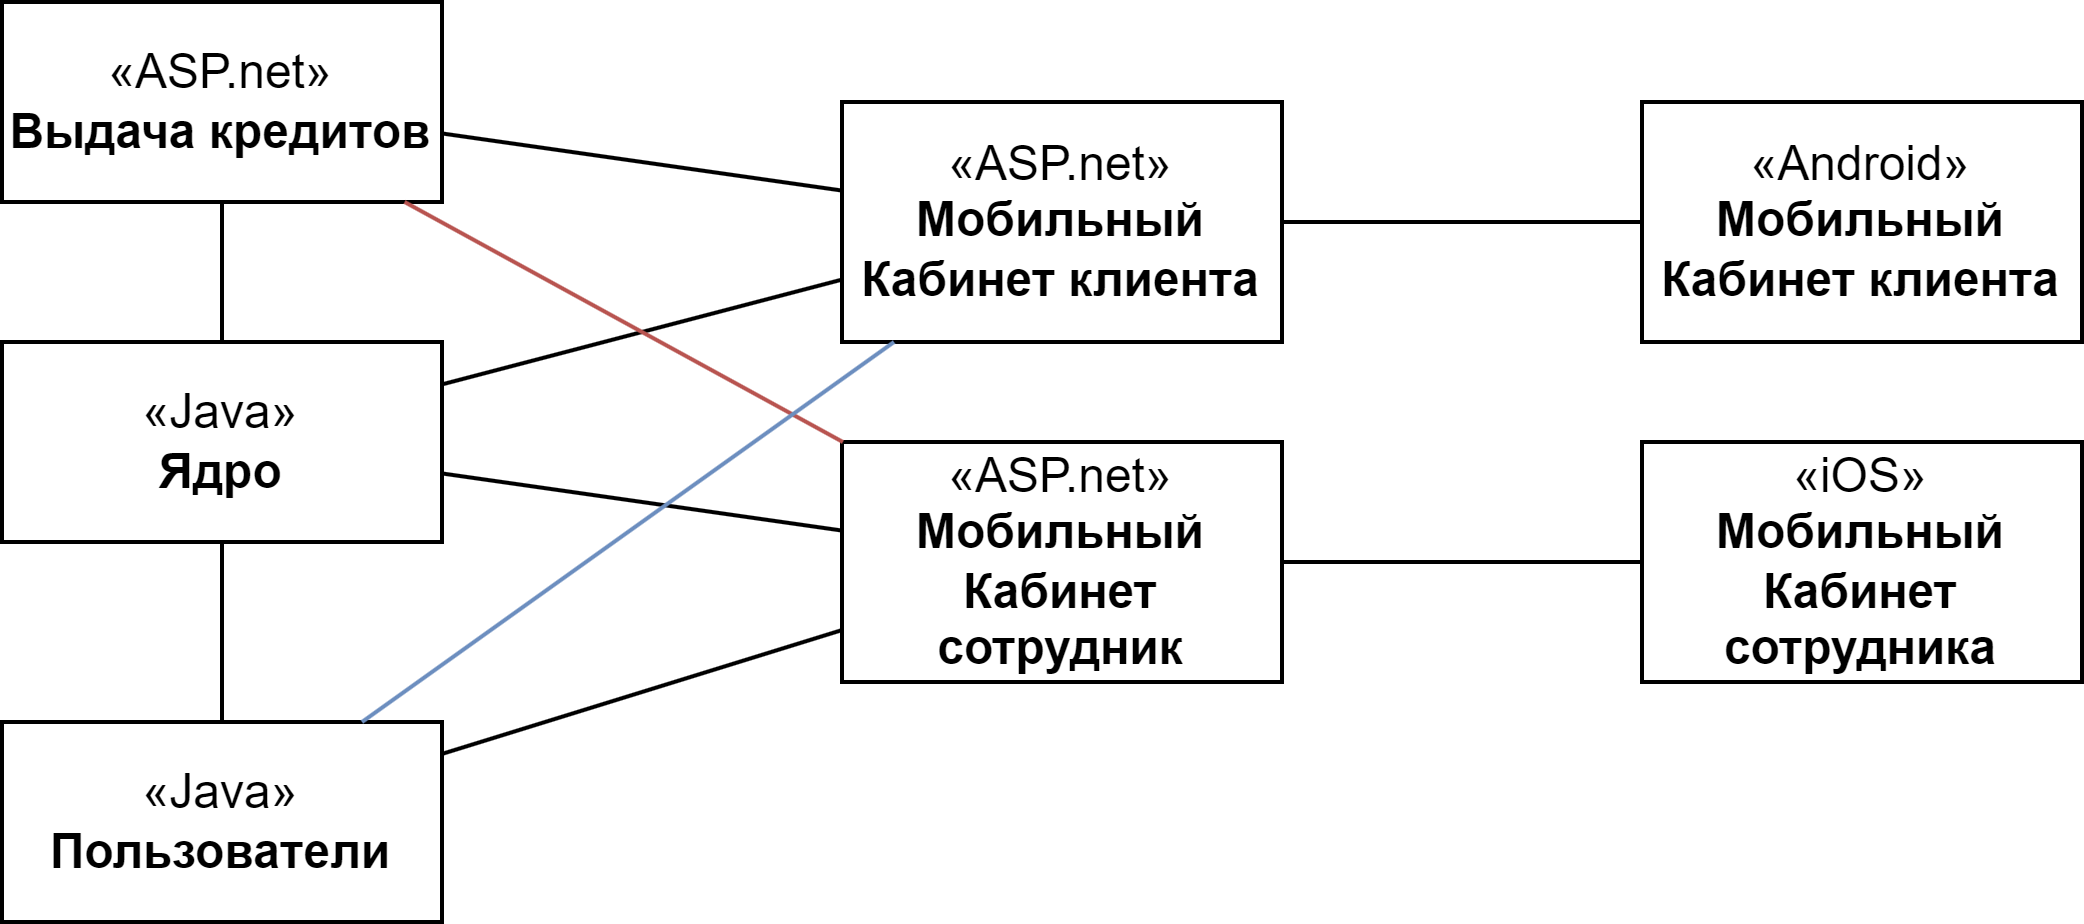 «ASP.net»
Выдача кредитов
«Java»
Ядро
«Java»
Пользователи
«ASP.net»
Мобильный
Кабинет клиента
«ASP.net»
Мобильный
Кабинет
сотрудник
«Android»
Мобильный
Кабинет клиента
«iOS»
Мобильный
Кабинет
сотрудника